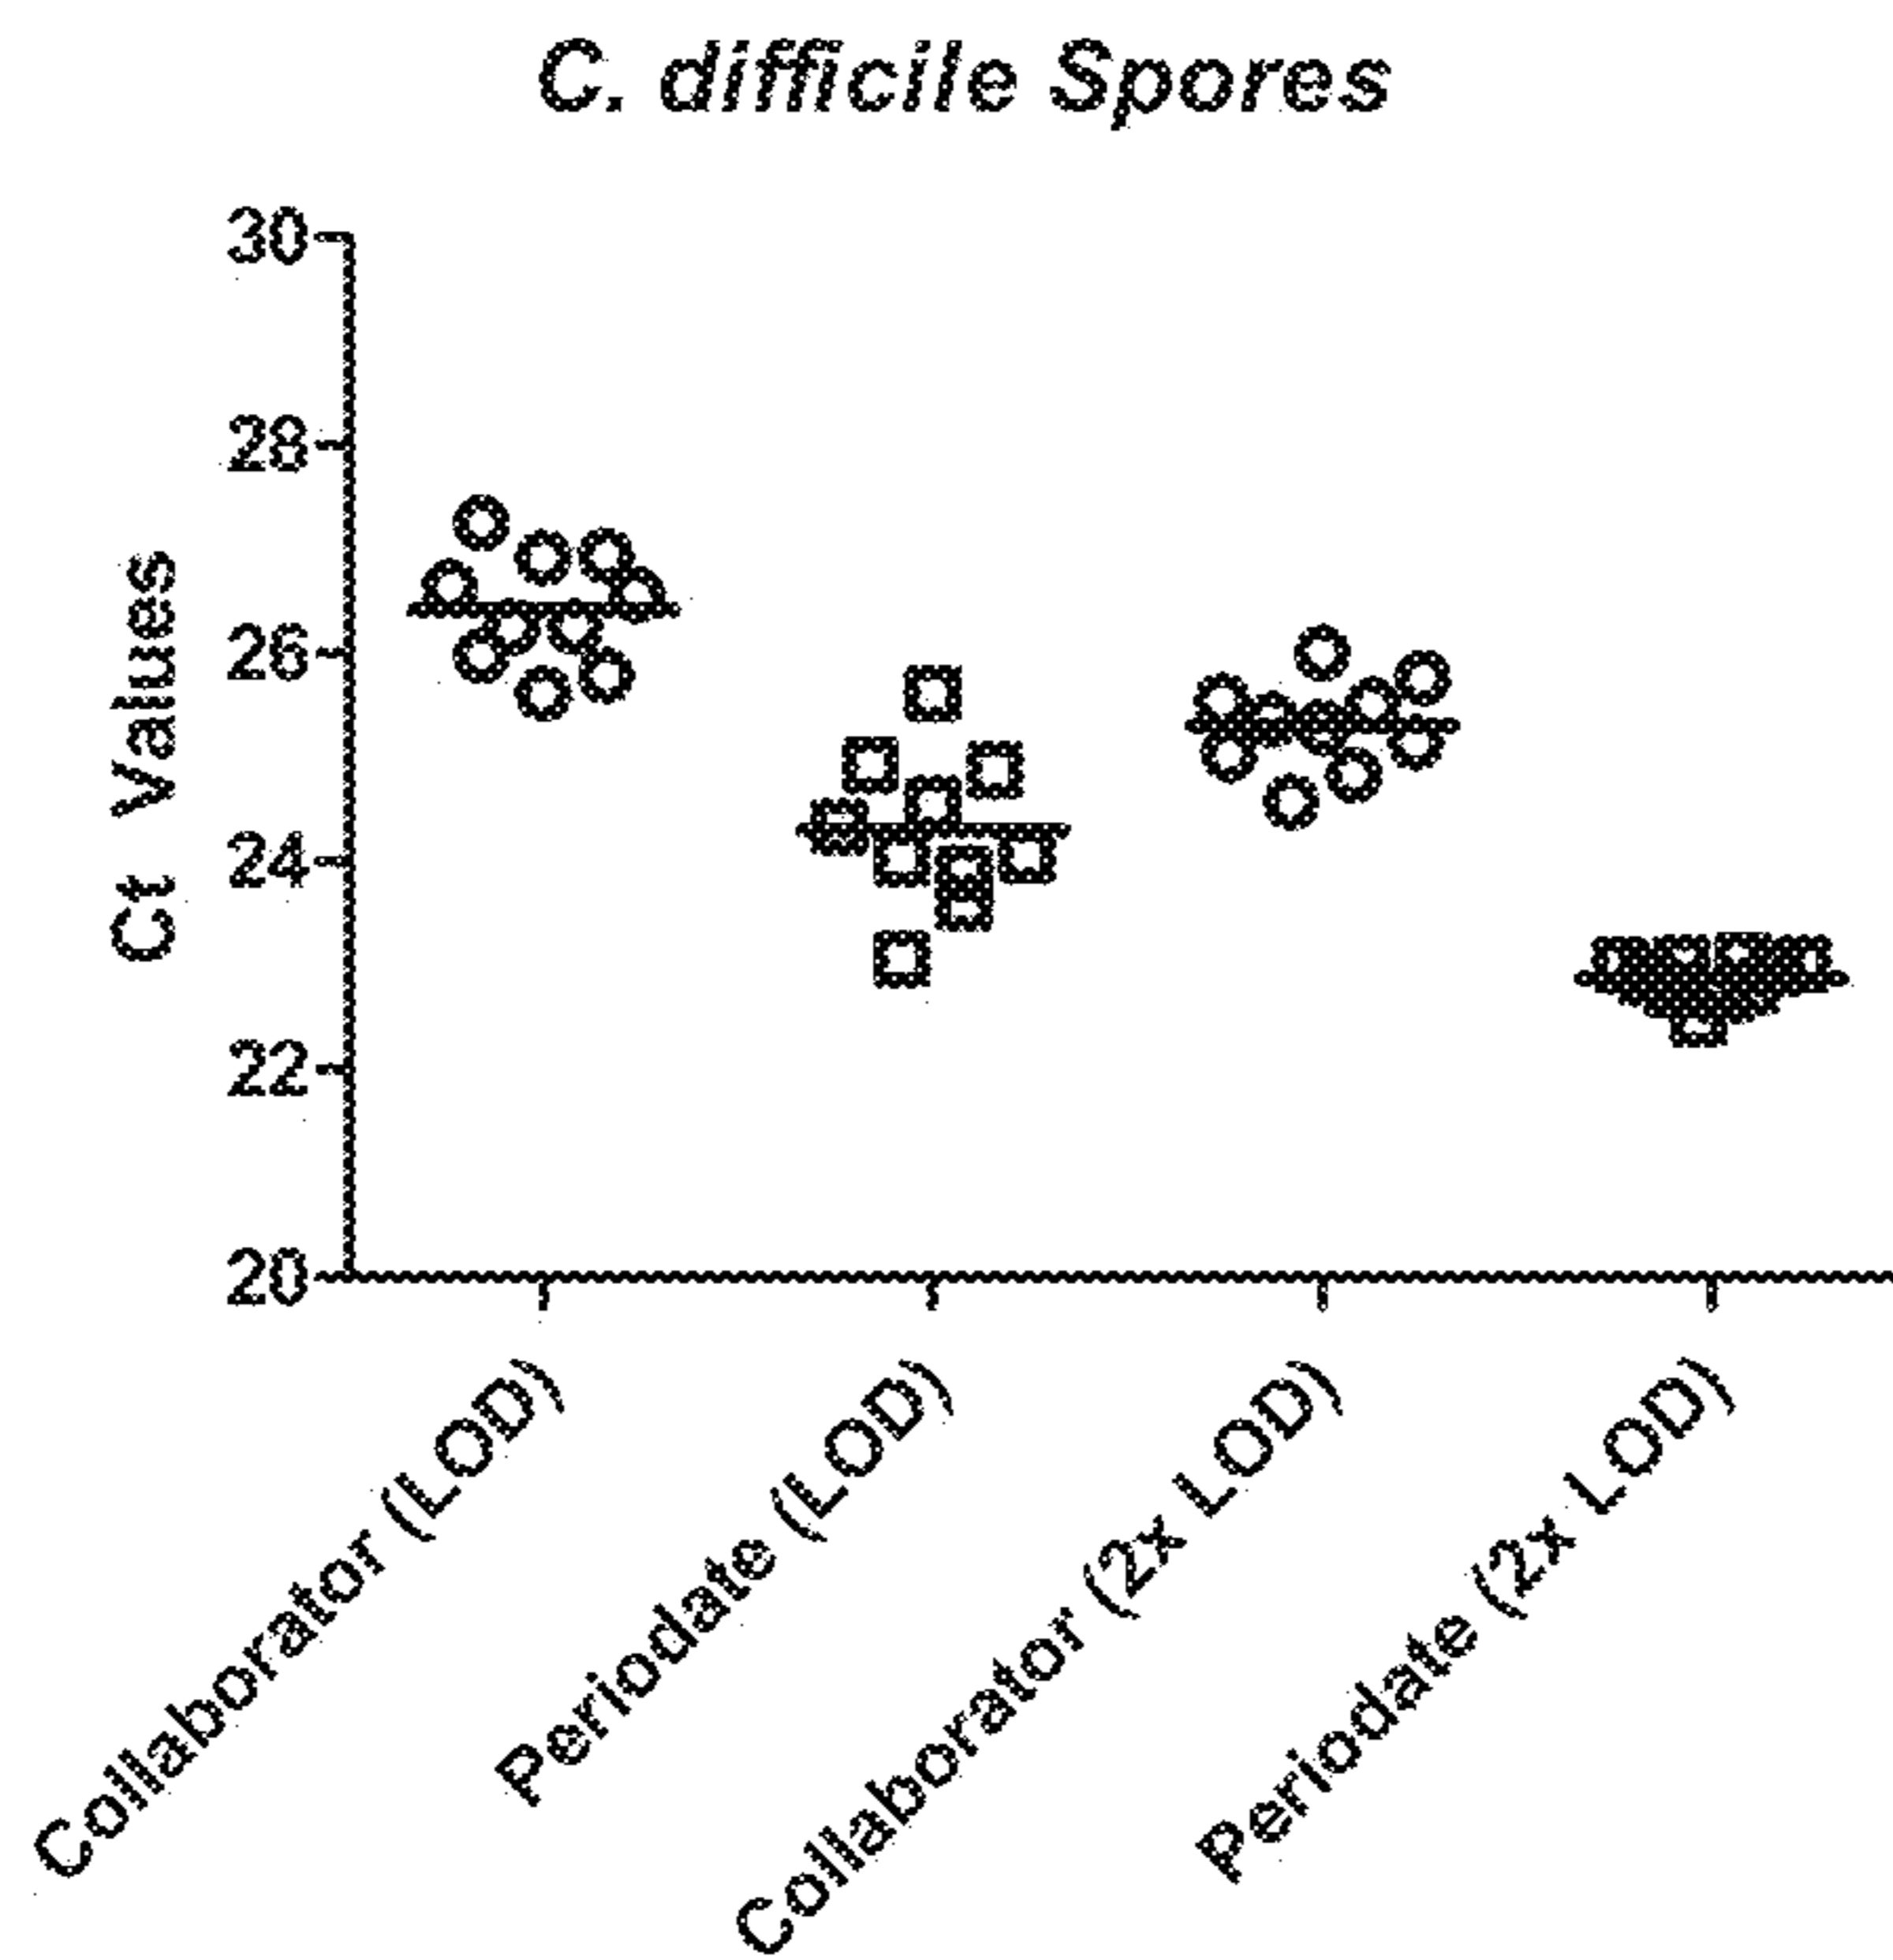 C. difficile Spores
30
28
26
24
22
20
Ct Values
Collaborator (LOD)
Periodate (LOD)
Collaborator (2x LOD)
Periodate (2x LOD)